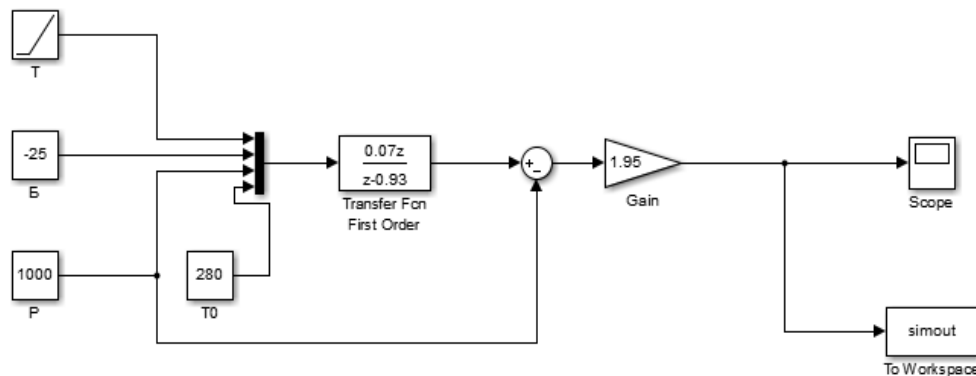 T
-25
Б
1000
P
280
T0
0.07z
z-0.93
Transfer Fcn
First Order
+
−
1.95
Gain
Scope
simout
To Workspace